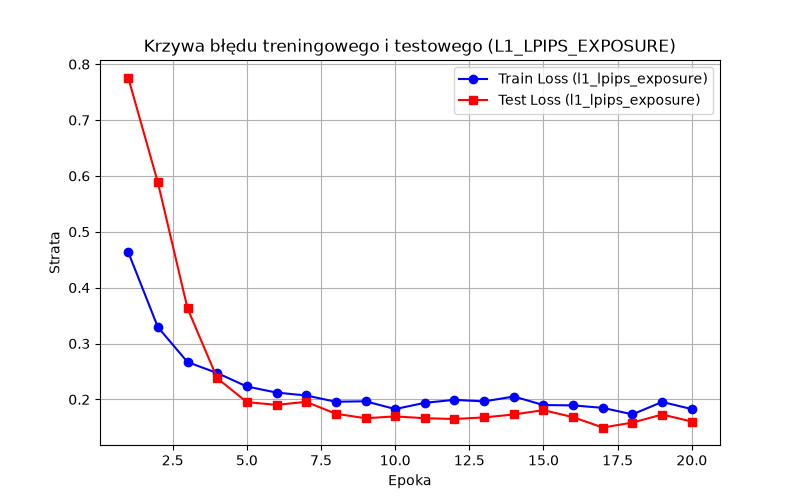 Krzywa błędu treningowego i testowego (L1_LPIPS_EXPOSURE)
Train Loss (l1_lpips_exposure)
Test Loss (l1_lpips_exposure)
Strata
0.8
0.7
0.6
0.5
0.4
0.3
0.2
2.5 5.0 7.5 10.0 12.5 15.0 17.5 20.0
Epoka